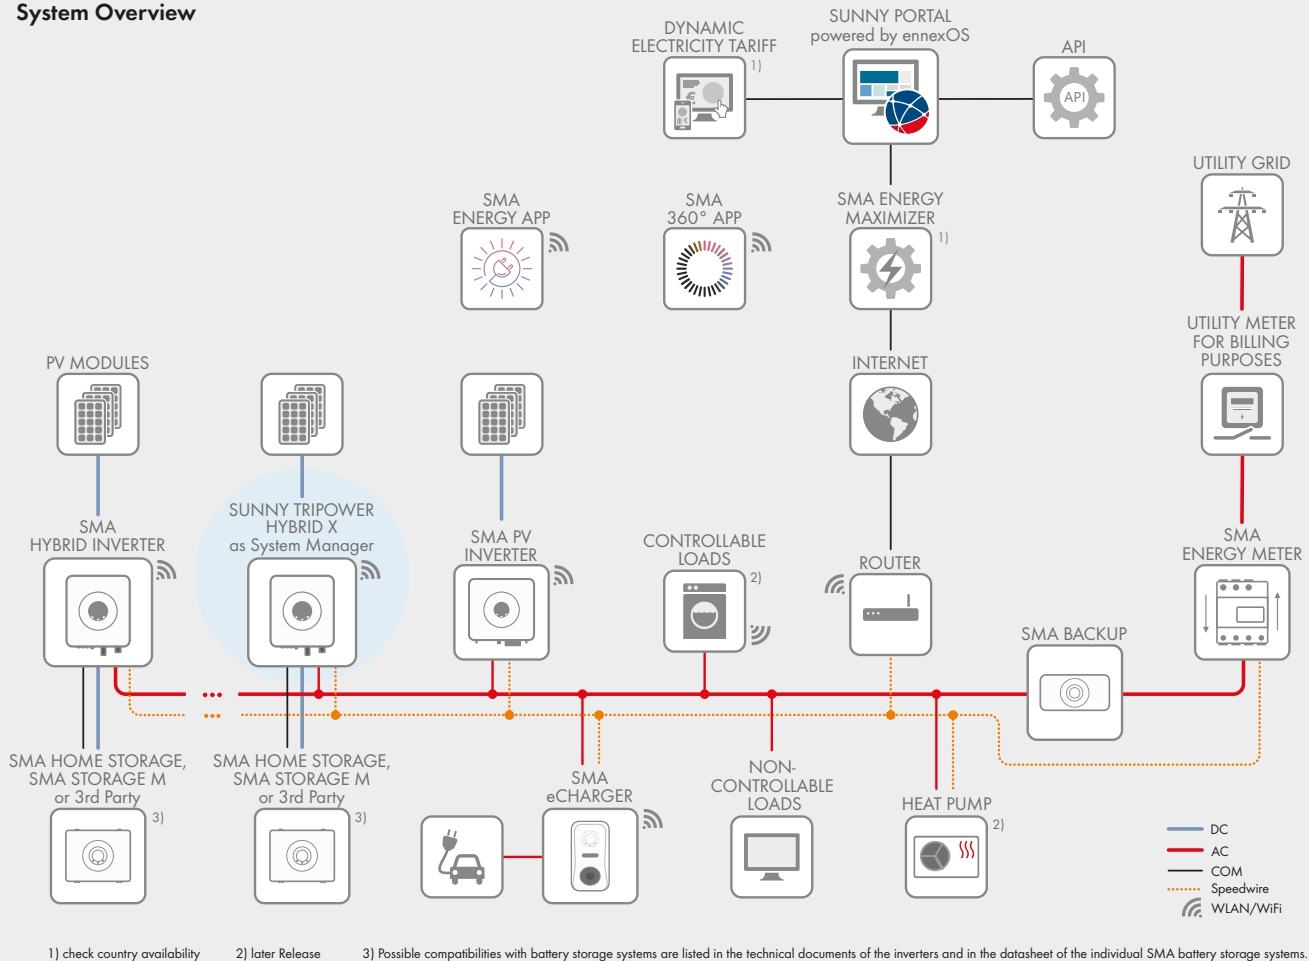 System Overview
DYNAMIC
ELECTRICITY TARIFF
1)
SUNNY PORTAL
powered by ennexOS
API
API
€
€
UTILITY GRID
SMA
ENERGY APP
SMA
360° APP
SMA ENERGY
MAXIMIZER
1)
UTILITY METER
FOR BILLING
PURPOSES
PV MODULES
INTERNET
SMA
HYBRID INVERTER
SUNNY TRIPOWER
HYBRID X
as System Manager
SMA PV
INVERTER
CONTROLLABLE
LOADS
2)
ROUTER
SMA
ENERGY METER
SMA BACKUP
SMA HOME STORAGE,
SMA STORAGE M
or 3rd Party
3)
SMA HOME STORAGE,
SMA STORAGE M
or 3rd Party
3)
SMA
eCHARGER
NON-
CONTROLLABLE
LOADS
HEAT PUMP
2)
DC
AC
COM
Speedwire
WLAN/WiFi
1) check country availability
2) later Release
3) Possible compatibilities with battery storage systems are listed in the technical documents of the inverters and in the datasheet of the individual SMA battery storage systems.